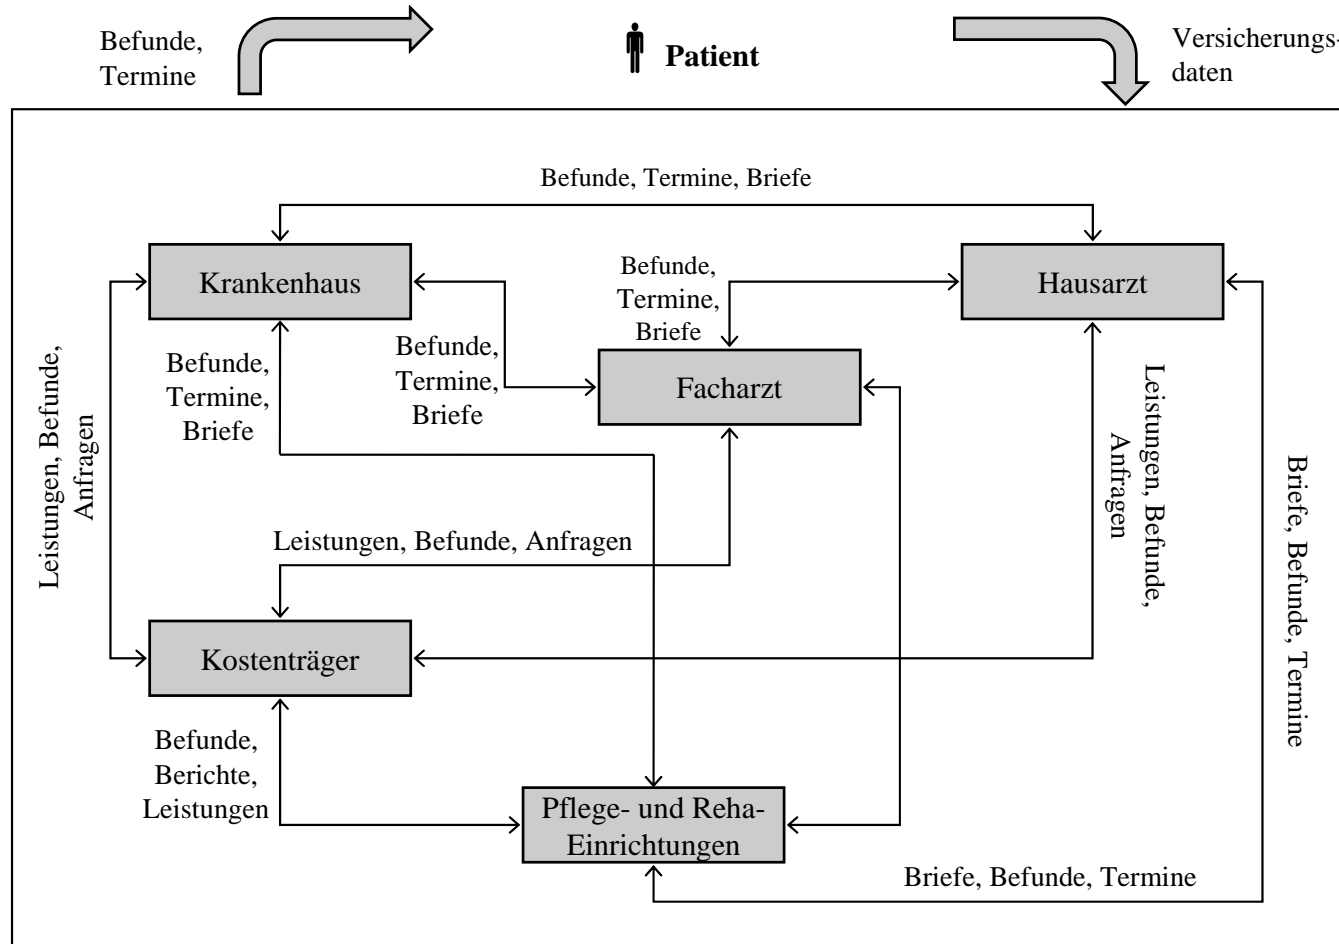 Befunde,
Termine
Patient
Versicherungs-
daten
Befunde, Termine, Briefe
Krankenhaus
Befunde,
Termine,
Briefe
Hausarzt
Befunde,
Termine,
Briefe
Befunde,
Termine,
Briefe
Facharzt
Leistungen, Befunde,
Anfragen
Leistungen, Befunde,
Anfragen
Briefe, Befunde, Termine
Leistungen, Befunde, Anfragen
Kostenträger
Befunde,
Berichte,
Leistungen
Pflege- und Reha-
Einrichtungen
Briefe, Befunde, Termine